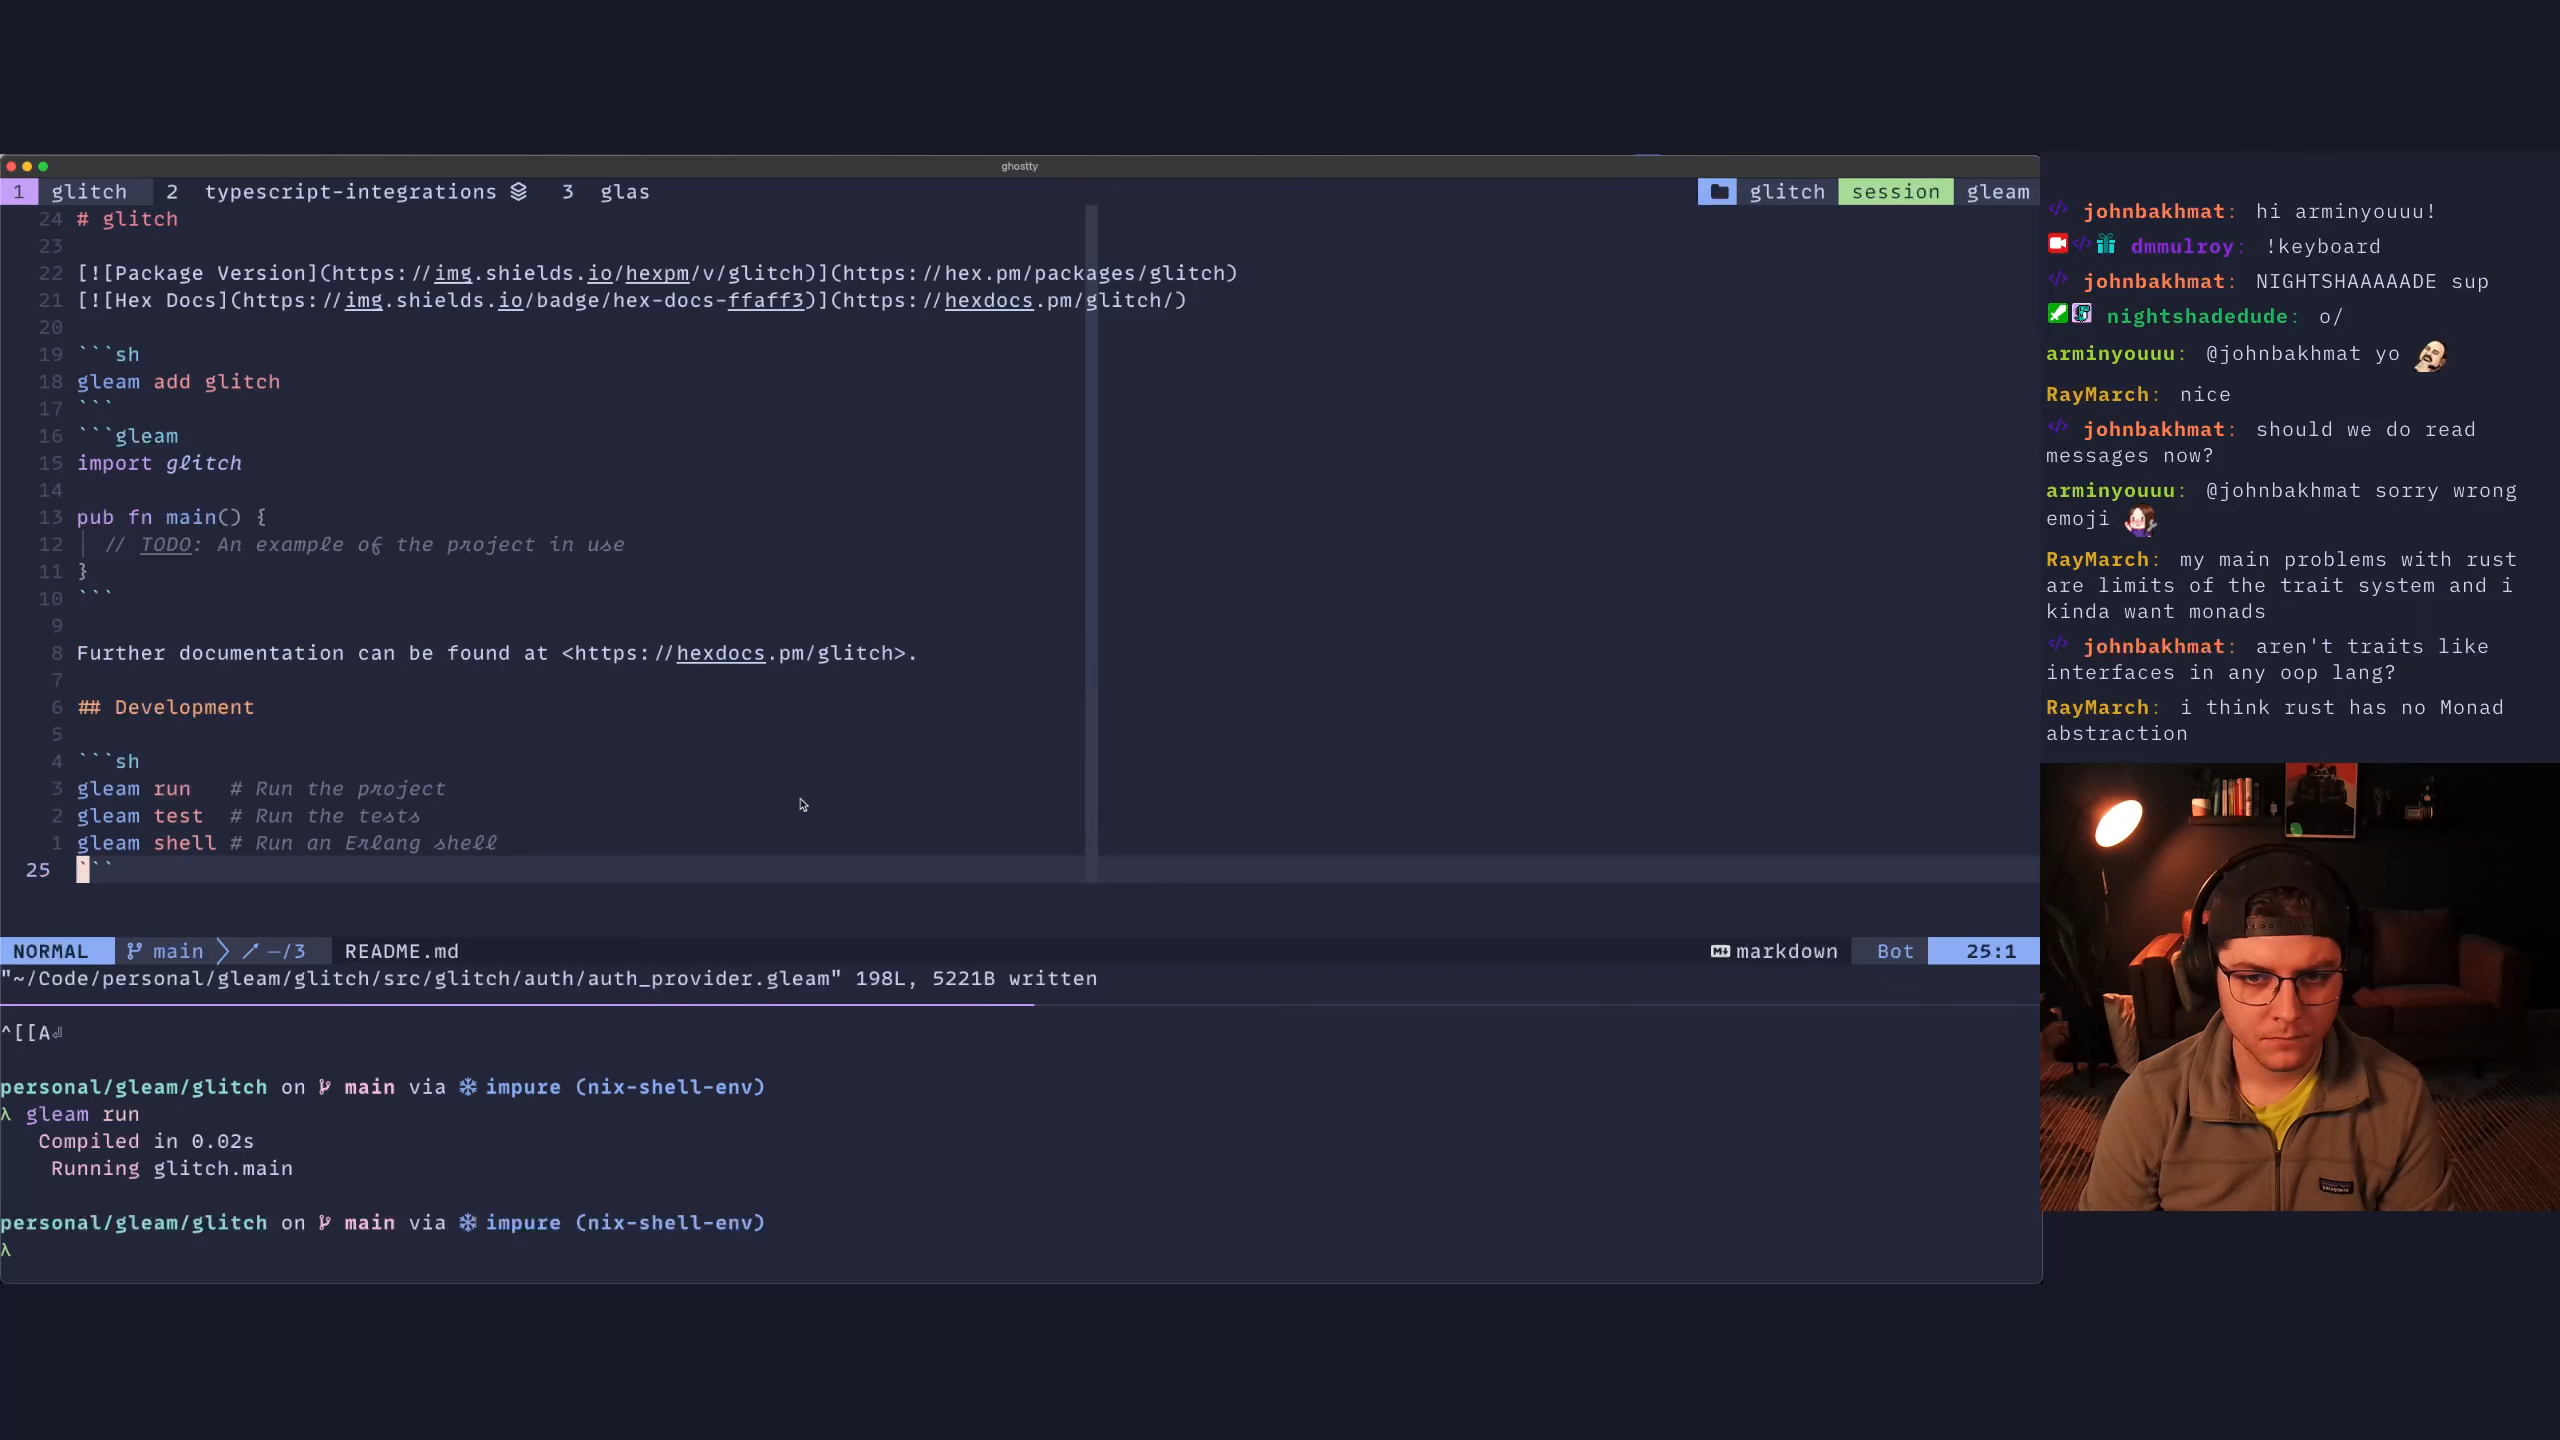 ghostty
1 glitch 2 typescript-integrations 3 glas glitch session gleam
24 # glitch
23
22 [![Package Version](https://img.shields.io/hexpm/v/glitch)](https://hex.pm/packages/glitch)
21 [![Hex Docs](https://img.shields.io/badge/hex-docs-ffaff3)](https://hexdocs.pm/glitch/)
20
19 ```sh
18 gleam add glitch
17 ```
16 ```gleam
15 import glitch
14
13 pub fn main() {
12 // TODO: An example of the project in use
11 }
10 ```
9
8 Further documentation can be found at <https://hexdocs.pm/glitch>.
7
6 ## Development
5
4 ```sh
3 gleam run # Run the project
2 gleam test # Run the tests
1 gleam shell # Run an Erlang shell
25 ```
NORMAL main -/3 README.md markdown Bot 25:1
"~/Code/personal/gleam/glitch/src/glitch/auth/auth_provider.gleam" 198L, 5221B written
^[[A⏎
personal/gleam/glitch on main via ❄ impure (nix-shell-env)
λ gleam run
Compiled in 0.02s
Running glitch.main
personal/gleam/glitch on main via ❄ impure (nix-shell-env)
λ
johnbakhmat: hi arminyouuu!
dmmulroy: !keyboard
johnbakhmat: NIGHTSHAAAAADE sup
nightshadedude: o/
arminyouuu: @johnbakhmat yo
RayMarch: nice
johnbakhmat: should we do read
messages now?
arminyouuu: @johnbakhmat sorry wrong
emoji
RayMarch: my main problems with rust
are limits of the trait system and i
kinda want monads
johnbakhmat: aren't traits like
interfaces in any oop lang?
RayMarch: i think rust has no Monad
abstraction